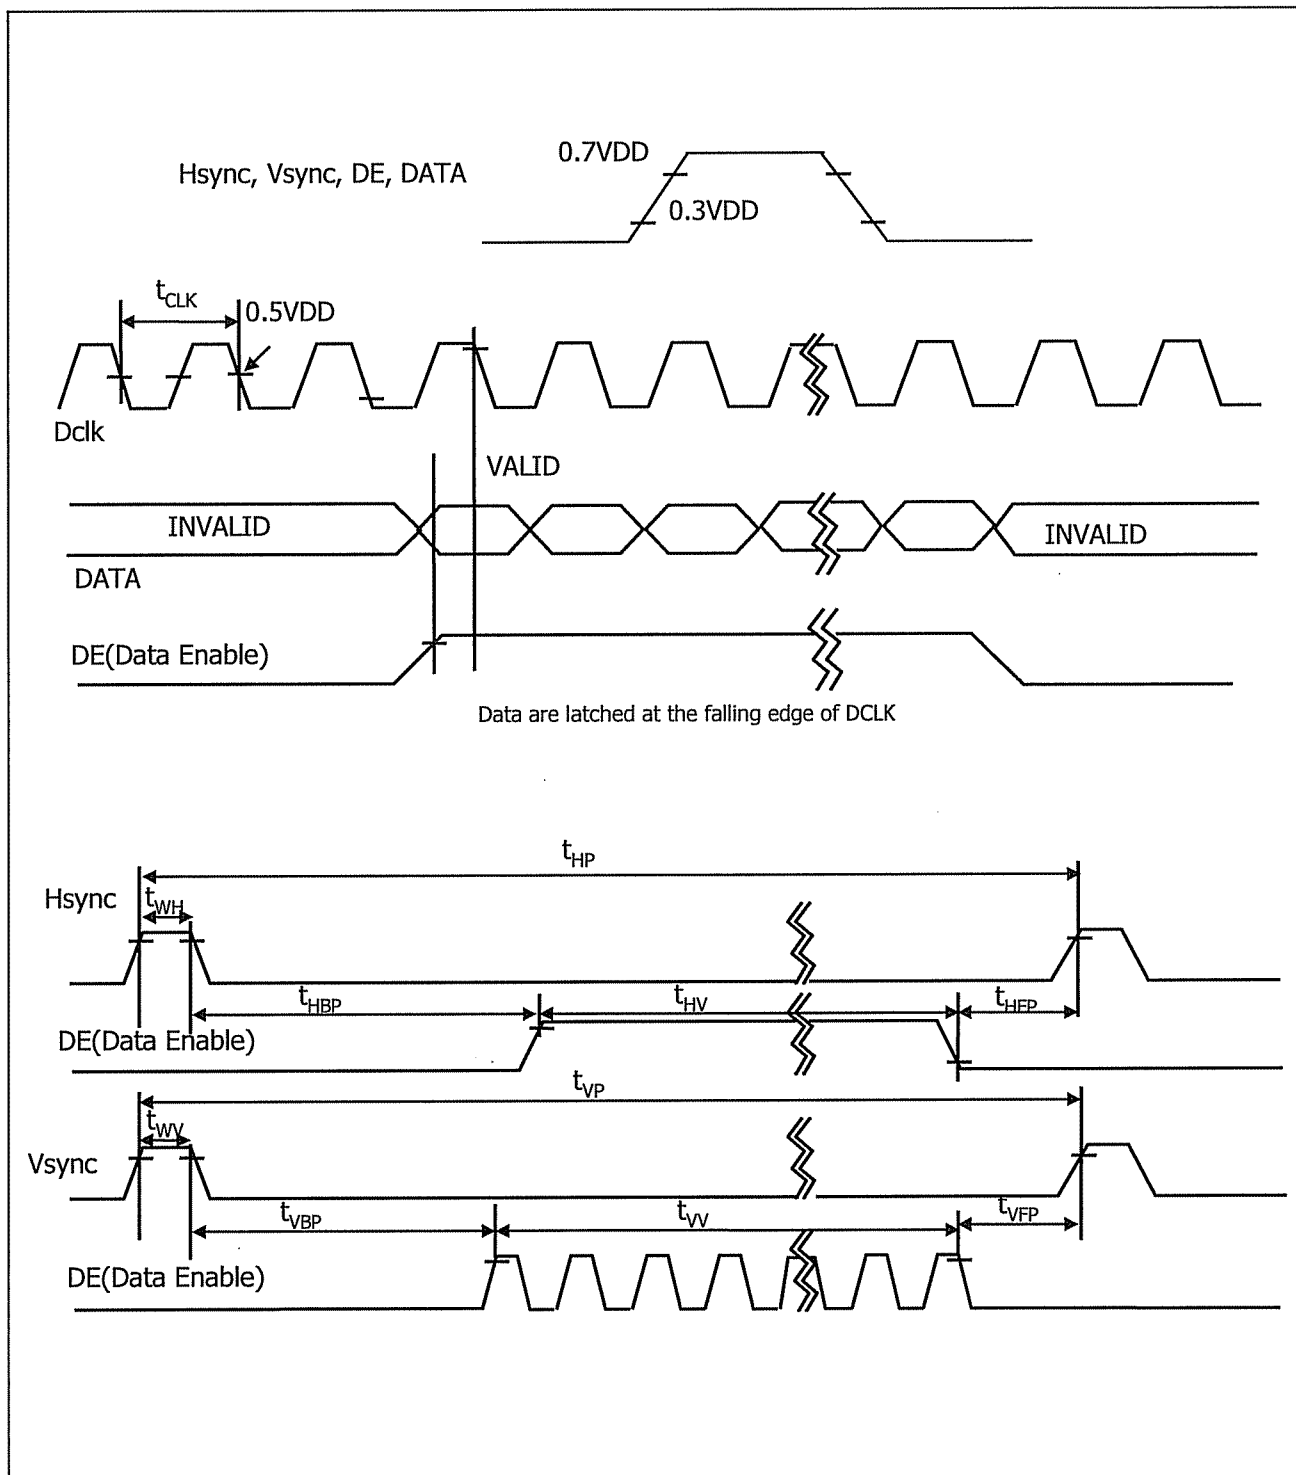 0.7VDD
Hsync, Vsync, DE, DATA
0.3VDD
tCLK
0.5VDD
Dclk
VALID
INVALID
INVALID
DATA
DE(Data Enable)
Data are latched at the falling edge of DCLK
tHP
Hsync
tWH
tHBP
tHV
tHFP
DE(Data Enable)
tVP
tWV
Vsync
tVBP
tVV
tVFP
DE(Data Enable)